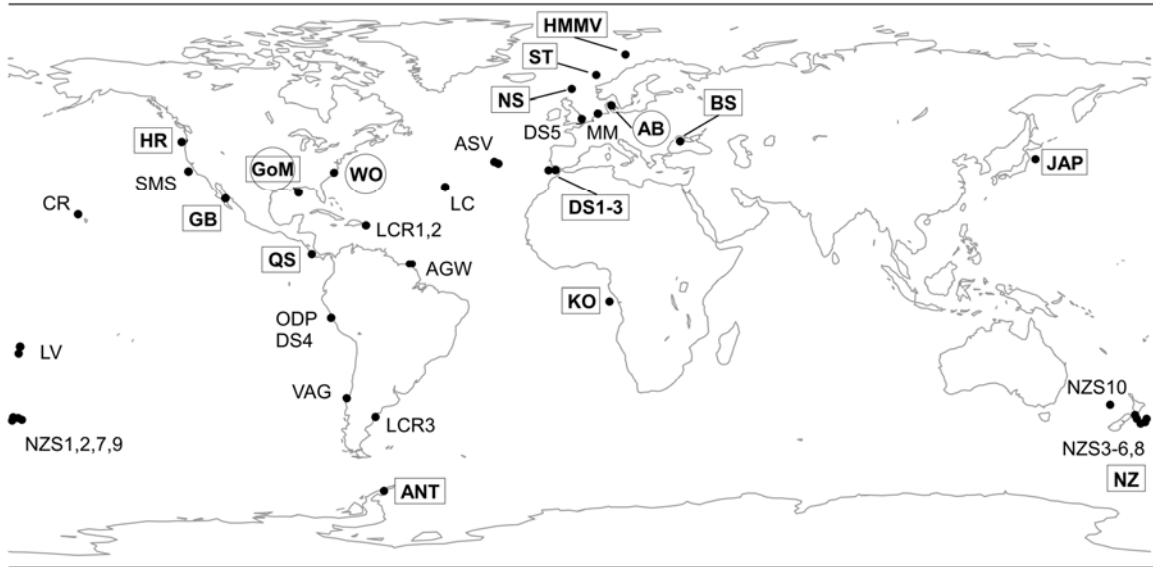 HMMV
ST
NS
BS
DS5
MM
AB
ASV
HR
GoM
WO
JAP
SMS
LC
CR
GB
DS1-3
LCR1,2
QS
AGW
KO
ODP
DS4
LV
VAG
NZS10
LCR3
NZS1,2,7,9
NZS3-6,8
NZ
ANT